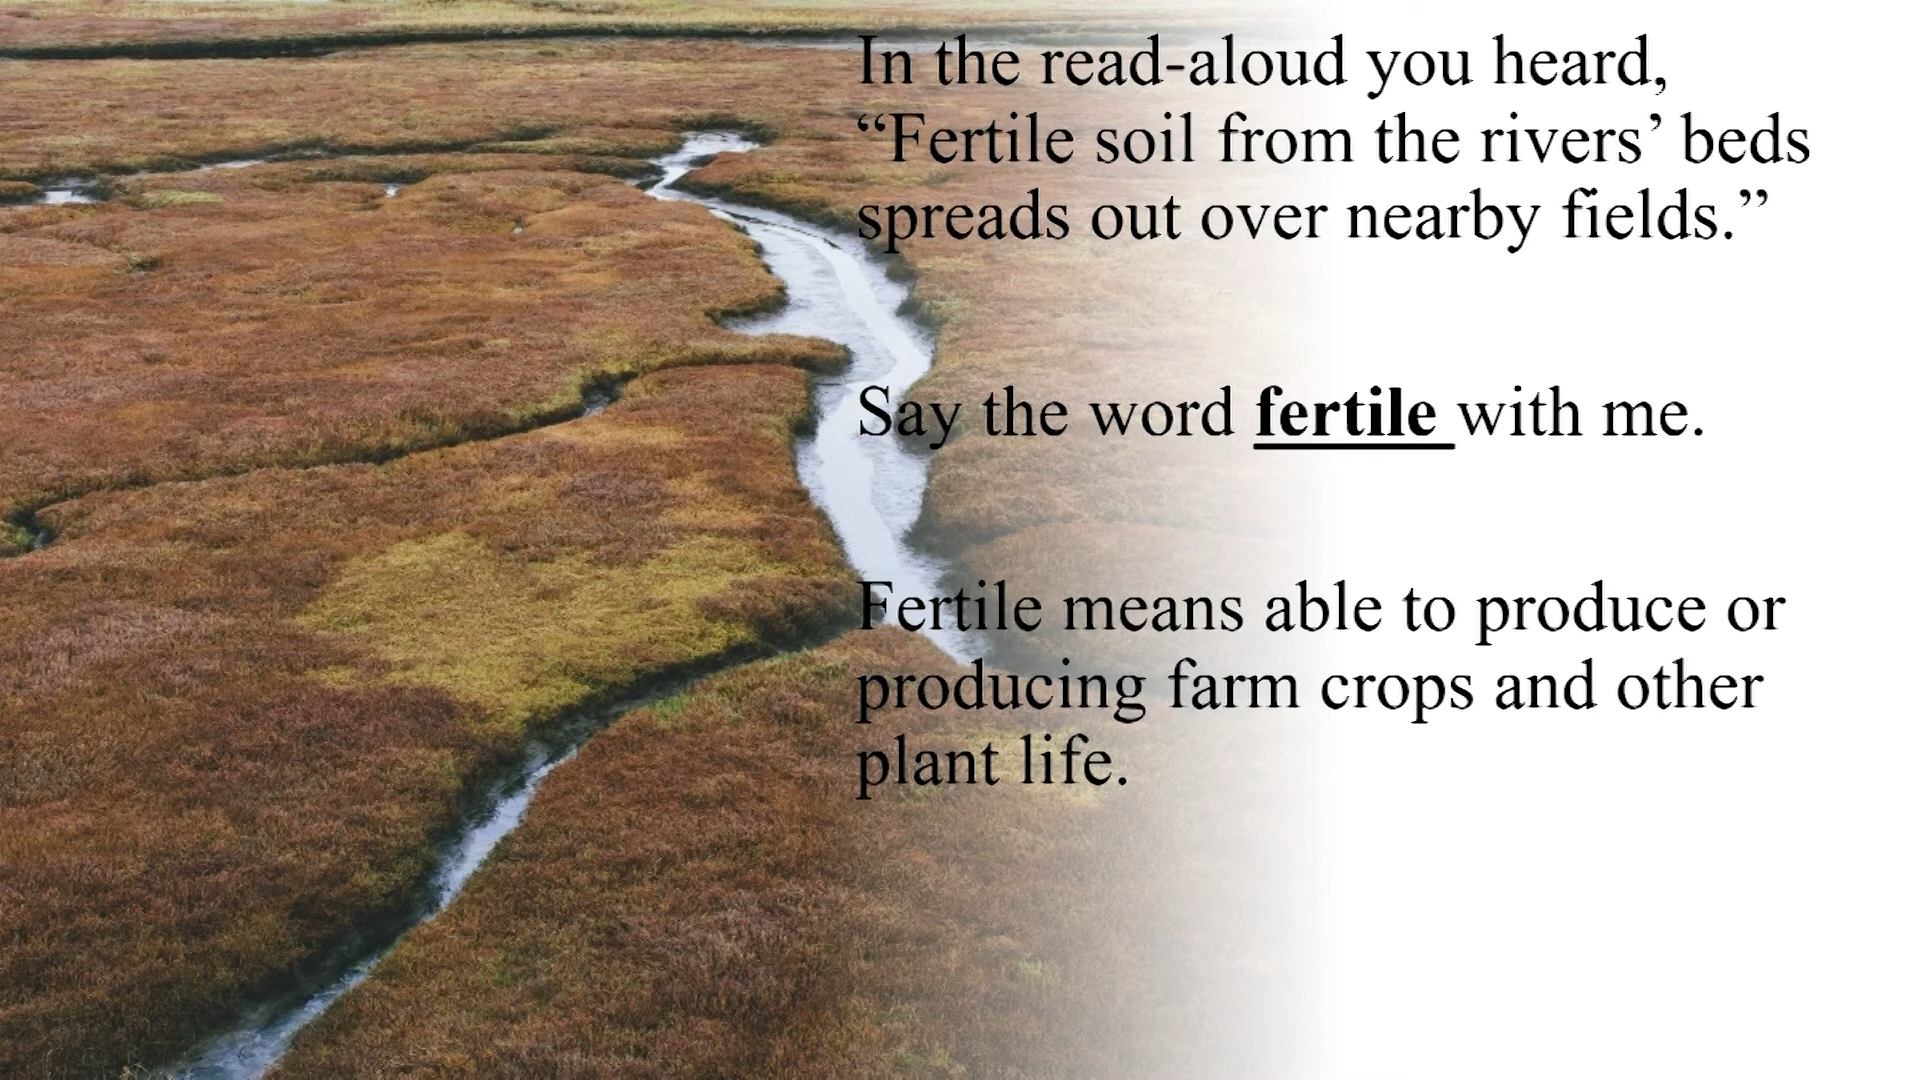 In the read-aloud you heard,
“Fertile soil from the rivers’ beds
spreads out over nearby fields.”
Say the word fertile with me.
Fertile means able to produce or
producing farm crops and other
plant life.